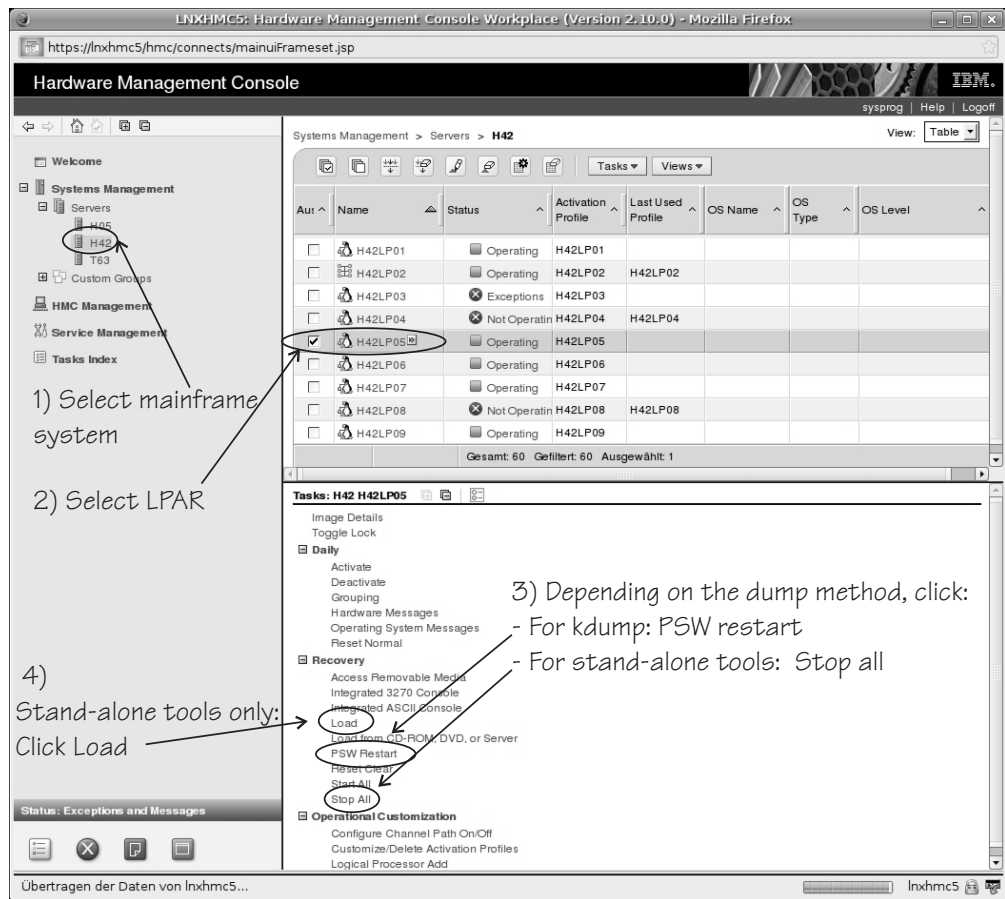 LNXHMC5: Hardware Management Console Workplace (Version 2.10.0) - Mozilla Firefox
https://lnxhmc5/hmc/connects/mainuiFrameset.jsp
Hardware Management Console
IBM.
sysprog | Help | Logoff
Welcome
Systems Management
Servers
H05
H42
T63
Custom Groups
HMC Management
Service Management
Tasks Index
1) Select mainframe
system
2) Select LPAR
4)
Stand-alone tools only:
Click Load
Status: Exceptions and Messages
Systems Management > Servers > H42
View: Table
Tasks Views
Aus Name Status Activation Profile Last Used Profile OS Name OS Type OS Level
H42LP01 Operating H42LP01
H42LP02 Operating H42LP02 H42LP02
H42LP03 Exceptions H42LP03
H42LP04 Not Operatin H42LP04 H42LP04
H42LP05 Operating H42LP05
H42LP06 Operating H42LP06
H42LP07 Operating H42LP07
H42LP08 Not Operatin H42LP08 H42LP08
H42LP09 Operating H42LP09
Gesamt: 60 Gefiltert: 60 Ausgewählt: 1
Tasks: H42 H42LP05
Image Details
Toggle Lock
Daily
Activate
Deactivate
Grouping
Hardware Messages
Operating System Messages
Reset Normal
Recovery
Access Removable Media
Integrated 3270 Console
Integrated ASCII Console
Load
Load from CD-ROM, DVD, or Server
PSW Restart
Reset Clear
Start All
Stop All
Operational Customization
Configure Channel Path On/Off
Customize/Delete Activation Profiles
Logical Processor Add
3) Depending on the dump method, click:
- For kdump: PSW restart
- For stand-alone tools: Stop all
Übertragen der Daten von lnxhmc5...
lnxhmc5